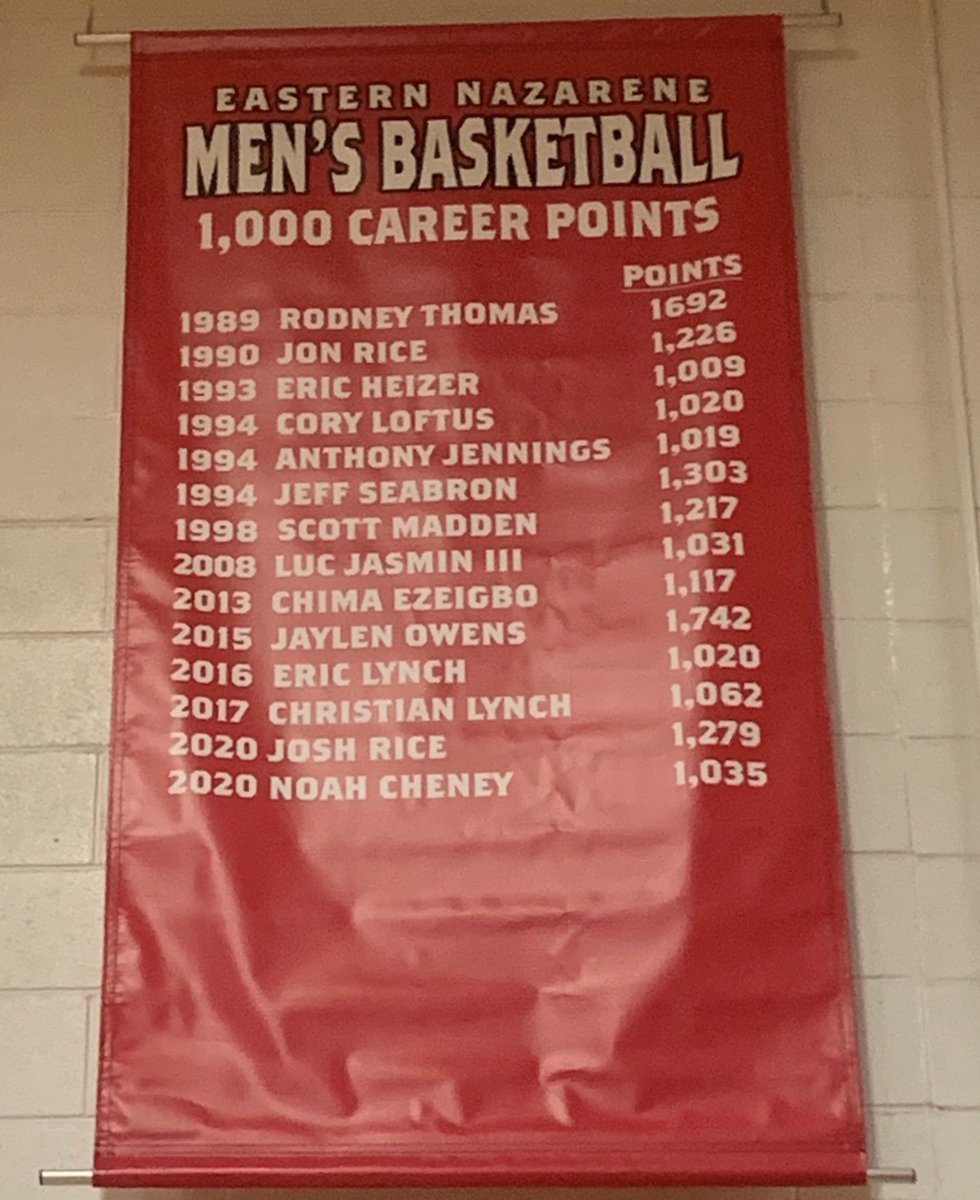 EASTERN NAZARENE
MEN'S BASKETBALL
1,000 CAREER POINTS
POINTS
1989 RODNEY THOMAS 1692
1990 JON RICE 1,226
1993 ERIC HEIZER 1,009
1994 CORY LOFTUS 1,020
1994 ANTHONY JENNINGS 1,019
1994 JEFF SEABRON 1,303
1998 SCOTT MADDEN 1,217
2008 LUC JASMIN III 1,031
2013 CHIMA EZEIGBO 1,117
2015 JAYLEN OWENS 1,742
2016 ERIC LYNCH 1,020
2017 CHRISTIAN LYNCH 1,062
2020 JOSH RICE 1,279
2020 NOAH CHENEY 1,035